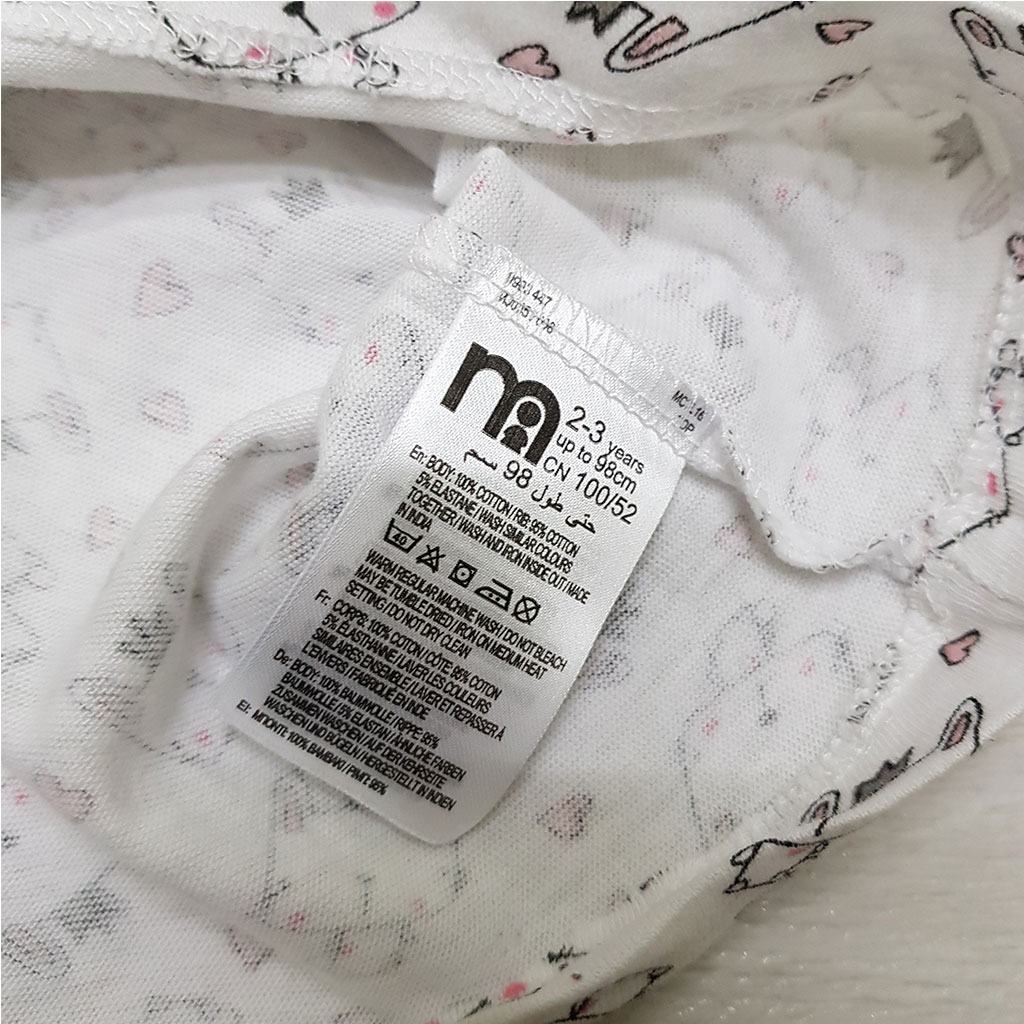 2-3 years
up to 98cm
CN 100/52
حتى طول 98 سم
En: BODY: 100% COTTON / RIB: 95% COTTON
5% ELASTANE / WASH SIMILAR COLOURS
TOGETHER / WASH AND IRON INSIDE OUT / MADE
IN INDIA
40
WARM REGULAR MACHINE WASH / DO NOT BLEACH
MAY BE TUMBLE DRIED / IRON ON MEDIUM HEAT
SETTING / DO NOT DRY CLEAN
Fr: CORPS: 100% COTON / CÔTE: 95% COTON
5% ÉLASTHANNE / LAVER LES COULEURS
SIMILAIRES ENSEMBLE / LAVER ET REPASSER À
L'ENVERS / FABRIQUÉ EN INDE
De: BODY: 100% BAUMWOLLE / RIPPE: 95%
BAUMWOLLE / 5% ELASTAN / ÄHNLICHE FARBEN
ZUSAMMEN WASCHEN / AUF DER KEHRSEITE
WASCHEN UND BÜGELN / HERGESTELLT IN INDIEN
El: 100% 95%